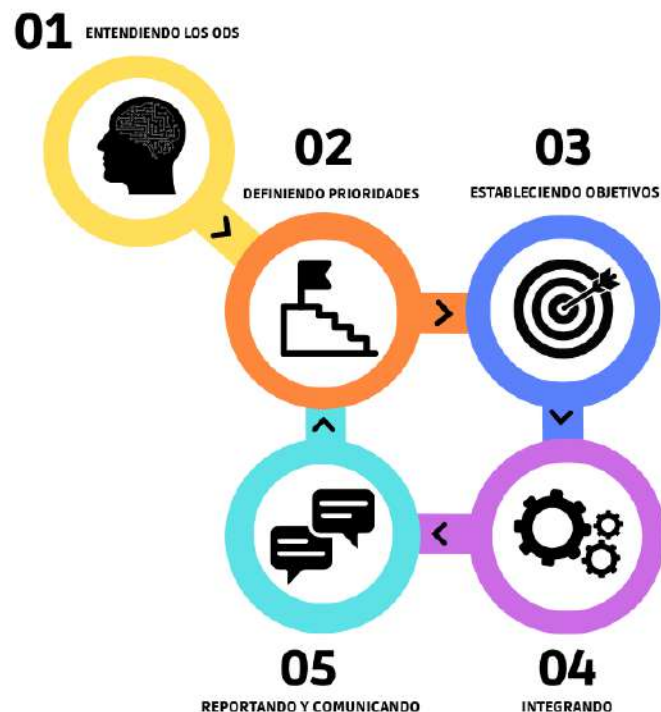 01 ENTENDIENDO LOS ODS
02
DEFINIENDO PRIORIDADES
03
ESTABLECIENDO OBJETIVOS
04
INTEGRANDO
05
REPORTANDO Y COMUNICANDO